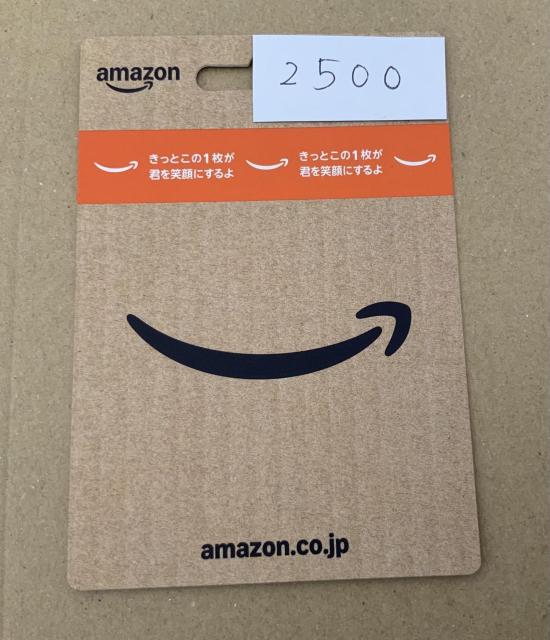 amazon
2500
きっとこの1枚が
君を笑顔にするよ
きっとこの1枚が
君を笑顔にするよ
amazon.co.jp